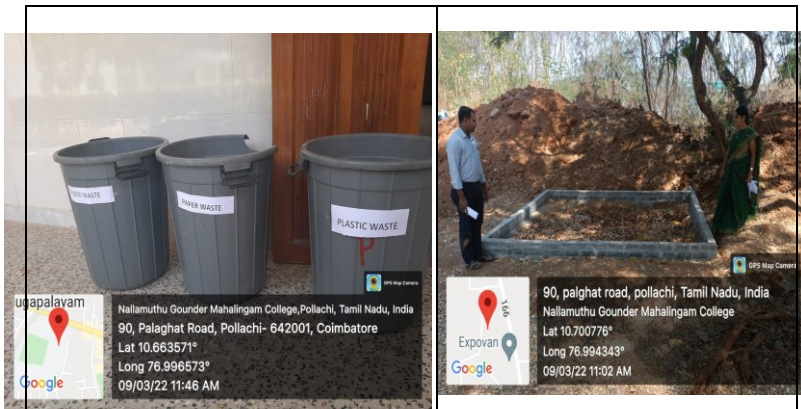 FOOD WASTE
PAPER WASTE
PLASTIC WASTE
P
GPS Map Camera
ugapalavam
Google
Nallamuthu Gounder Mahalingam College,Pollachi, Tamil Nadu, India
90, Palaghat Road, Pollachi- 642001, Coimbatore
Lat 10.663571°
Long 76.996573°
09/03/22 11:46 AM
GPS Map Camera
166
Expovan
Google
90, palghat road, pollachi, Tamil Nadu, India
Nallamuthu Gounder Mahalingam College
Lat 10.700776°
Long 76.994343°
09/03/22 11:02 AM